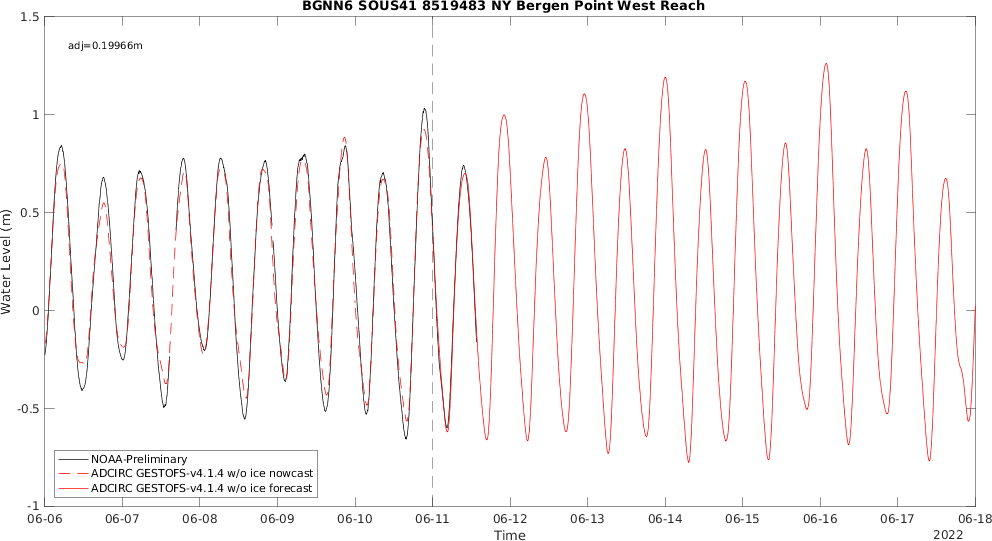 BGNN6 SOUS41 8519483 NY Bergen Point West Reach
adj=0.19966m
1.5
1
0.5
0
-0.5
-1
Water Level (m)
NOAA-Preliminary
ADCIRC GESTOFS-v4.1.4 w/o ice nowcast
ADCIRC GESTOFS-v4.1.4 w/o ice forecast
06-06 06-07 06-08 06-09 06-10 06-11 06-12 06-13 06-14 06-15 06-16 06-17 06-18
Time
2022